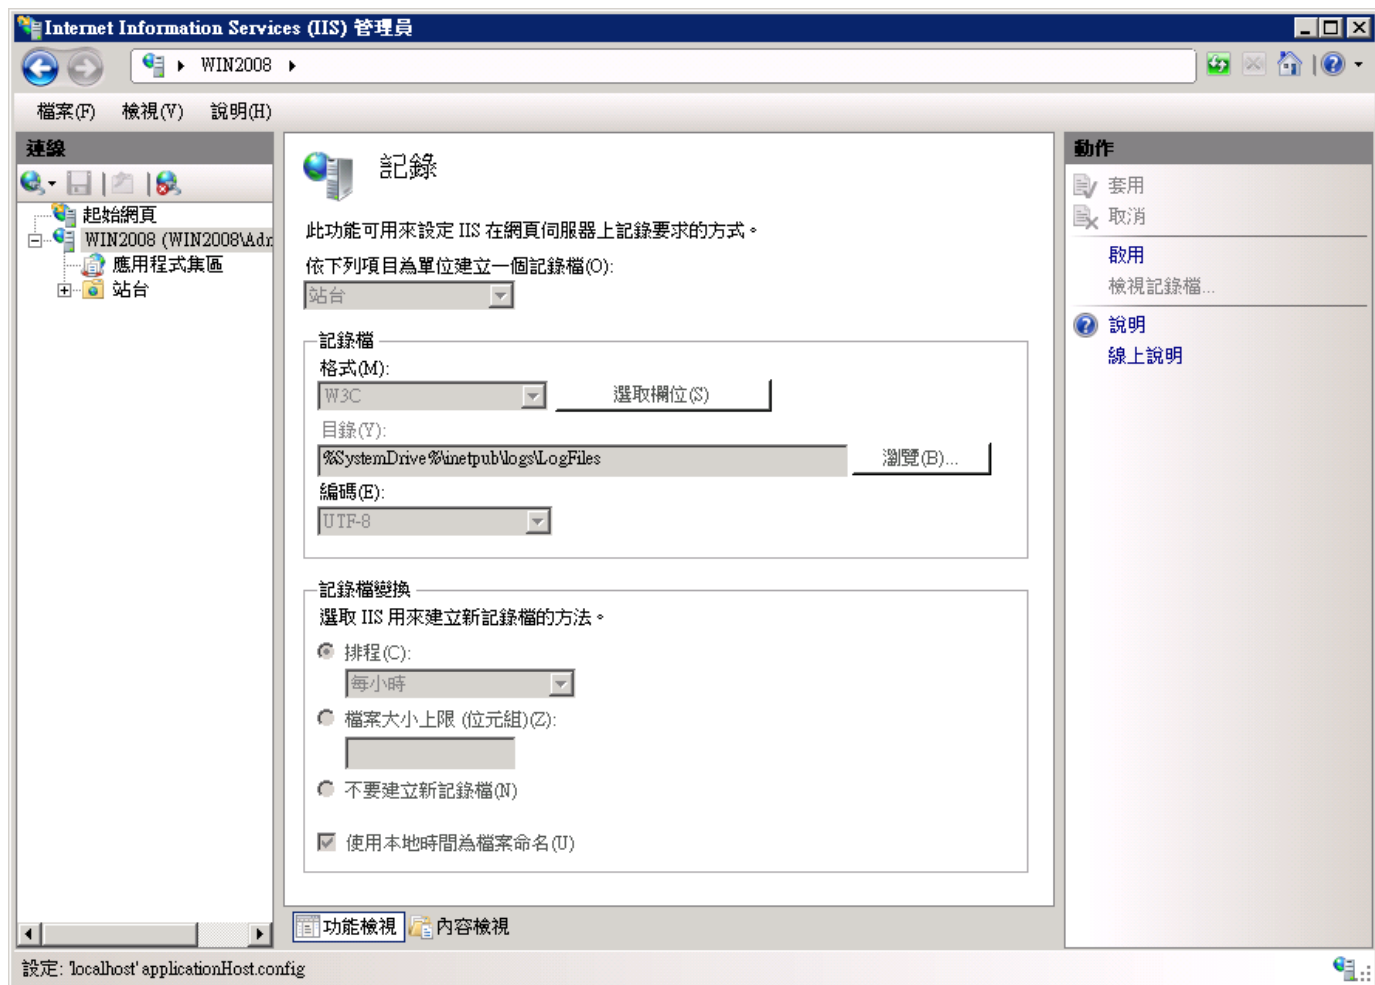 Internet Information Services (IIS) 管理員
WIN2008
檔案(F) 檢視(V) 說明(H)
連線
起始網頁
WIN2008 (WIN2008\Adr
應用程式集區
站台
記錄
此功能可用來設定 IIS 在網頁伺服器上記錄要求的方式。
依下列項目為單位建立一個記錄檔(O):
站台
記錄檔
格式(M):
W3C 選取欄位(S)
目錄(Y):
%SystemDrive%\inetpub\logs\LogFiles 瀏覽(B)...
編碼(E):
UTF-8
記錄檔變換
選取 IIS 用來建立新記錄檔的方法。
排程(C):
每小時
檔案大小上限 (位元組)(Z):
不要建立新記錄檔(N)
使用本地時間為檔案命名(U)
功能檢視 內容檢視
動作
套用
取消
啟用
檢視記錄檔...
說明
線上說明
設定: 'localhost' applicationHost.config